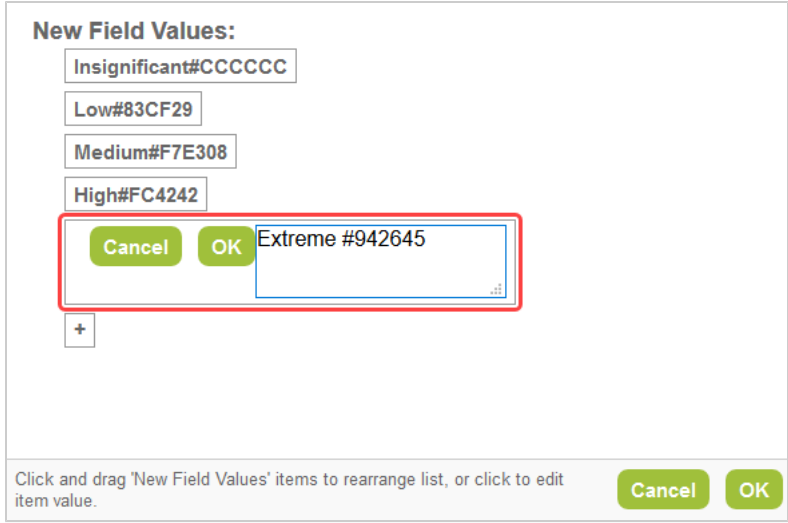 New Field Values:
Insignificant#CCCCCC
Low#83CF29
Medium#F7E308
High#FC4242
Cancel OK Extreme #942645
+
Click and drag 'New Field Values' items to rearrange list, or click to edit
item value.
Cancel OK